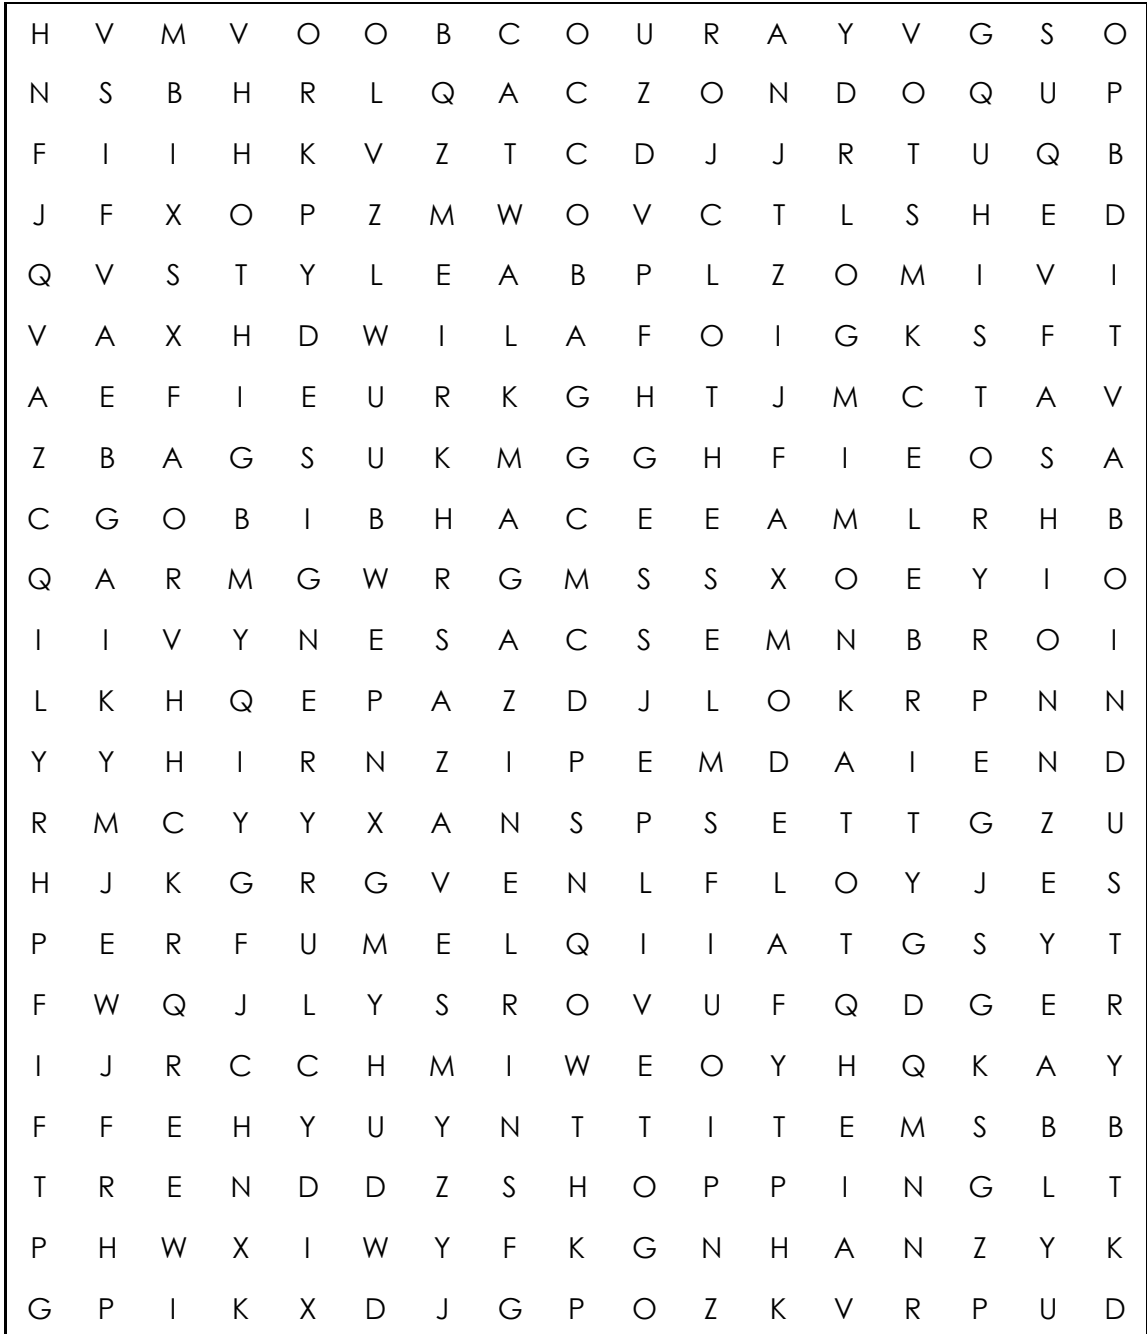 H V M V O O B C O U R A Y V G S O
N S B H R L Q A C Z O N D O Q U P
F I I H K V Z T C D J J R T U Q B
J F X O P Z M W O V C T L S H E D
Q V S T Y L E A B P L Z O M I V I
V A X H D W I L A F O I G K S F T
A E F I E U R K G H T J M C T A V
Z B A G S U K M G G H F I E O S A
C G O B I B H A C E E A M L R H B
Q A R M G W R G M S S X O E Y I O
I I V Y N E S A C S E M N B R O I
L K H Q E P A Z D J L O K R P N N
Y Y H I R N Z I P E M D A I E N D
R M C Y Y X A N S P S E T T G Z U
H J K G R G V E N L F L O Y J E S
P E R F U M E L Q I I A T G S Y T
F W Q J L Y S R O V U F Q D G E R
I J R C C H M I W E O Y H Q K A Y
F F E H Y U Y N T T I T E M S B B
T R E N D D Z S H O P P I N G L T
P H W X I W Y F K G N H A N Z Y K
G P I K X D J G P O Z K V R P U D